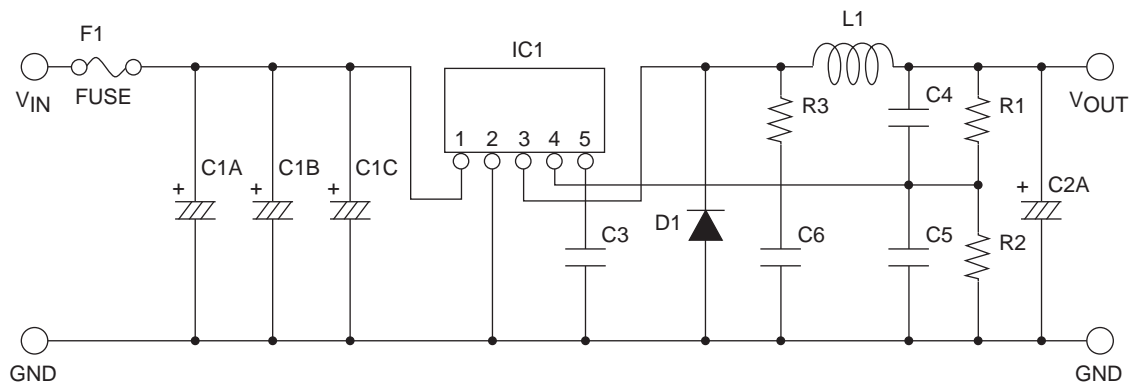 F1
FUSE
VIN
IC1
1 2 3 4 5
L1
VOUT
C1A
C1B
C1C
C3
D1
R3
C6
C4
R1
C5
R2
C2A
GND
GND
+
+
+
+